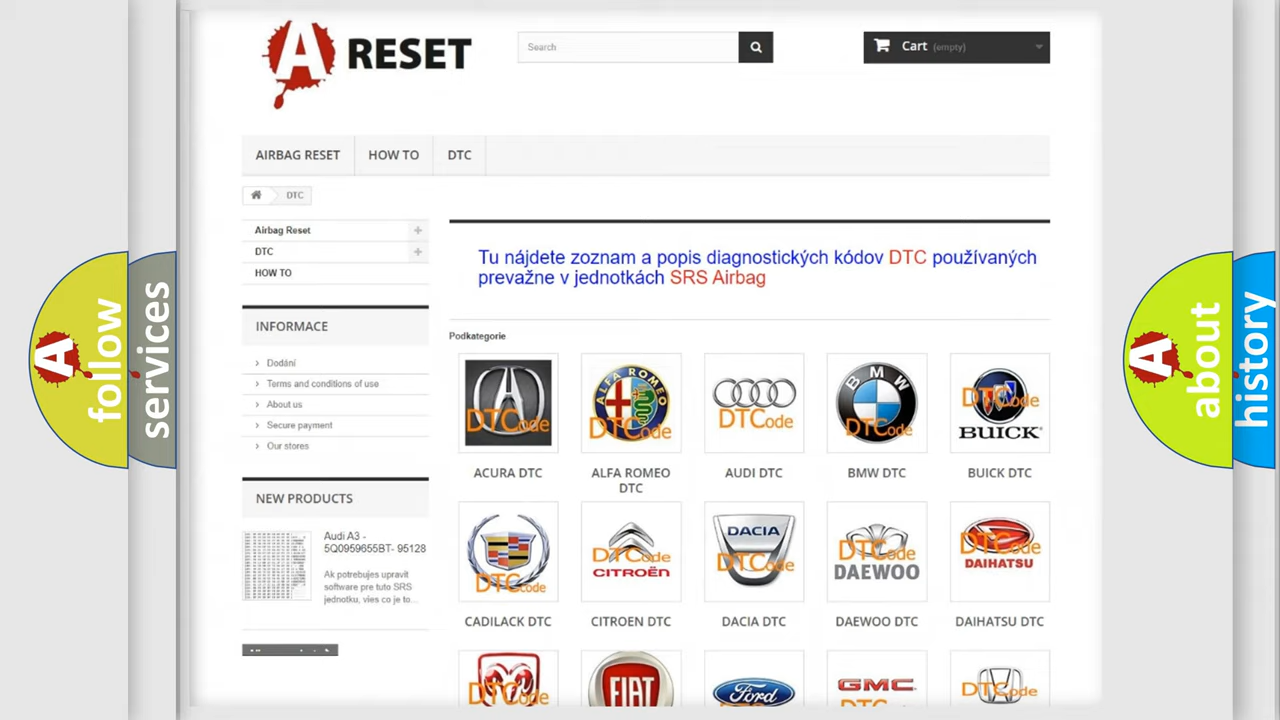 A RESET
Search
Cart (empty)
AIRBAG RESET
HOW TO
DTC
DTC
Airbag Reset
DTC
HOW TO
Tu nájdete zoznam a popis diagnostických kódov DTC používaných
prevažne v jednotkách SRS Airbag
INFORMACE
Dodání
Terms and conditions of use
About us
Secure payment
Our stores
Podkategorie
DTCode
ALFA ROMEO
DTCode
DTCode
BMW
DTCode
DTCode
BUICK
ACURA DTC
ALFA ROMEO
DTC
AUDI DTC
BMW DTC
BUICK DTC
NEW PRODUCTS
Audi A3 -
5Q0959655BT- 95128
Ak potrebujes upravit
software pre tuto SRS
jednotku, vies co je to...
DTCode
DTCode
CITROËN
DACIA
DTCode
DTCode
DAEWOO
DTCode
DAIHATSU
CADILACK DTC
CITROEN DTC
DACIA DTC
DAEWOO DTC
DAIHATSU DTC
DTCode
FIAT
Ford
GMC
DTCode
A follow
services
A about
history